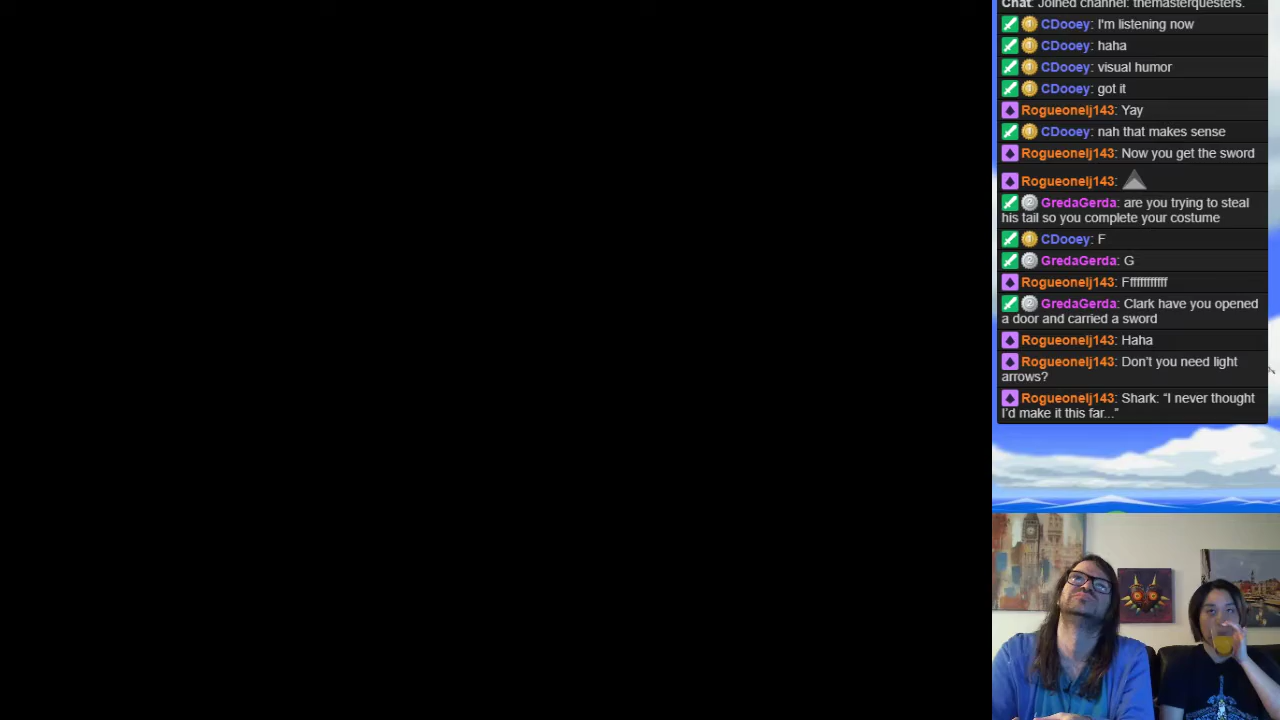 Chat: Joined channel: themasterquesters.
CDooey: I'm listening now
CDooey: haha
CDooey: visual humor
CDooey: got it
Rogueonelj143: Yay
CDooey: nah that makes sense
Rogueonelj143: Now you get the sword
Rogueonelj143:
GredaGerda: are you trying to steal
his tail so you complete your costume
CDooey: F
GredaGerda: G
Rogueonelj143: Ffffffffffff
GredaGerda: Clark have you opened
a door and carried a sword
Rogueonelj143: Haha
Rogueonelj143: Don't you need light
arrows?
Rogueonelj143: Shark: “I never thought
I'd make it this far...”